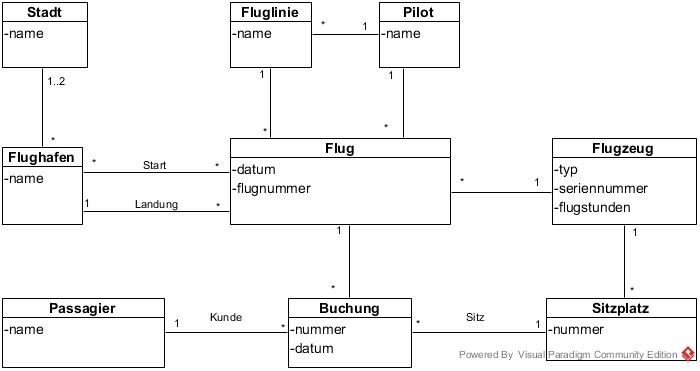 Stadt
-name
Fluglinie
-name
* 1
Pilot
-name
1..2
*
1
*
1
*
Flughafen
-name
* Start *
1 Landung *
Flug
-datum
-flugnummer
* 1
Flugzeug
-typ
-seriennummer
-flugstunden
1
*
1
*
Passagier
-name
1 Kunde *
Buchung
-nummer
-datum
* Sitz 1
Sitzplatz
-nummer
Powered By Visual Paradigm Community Edition